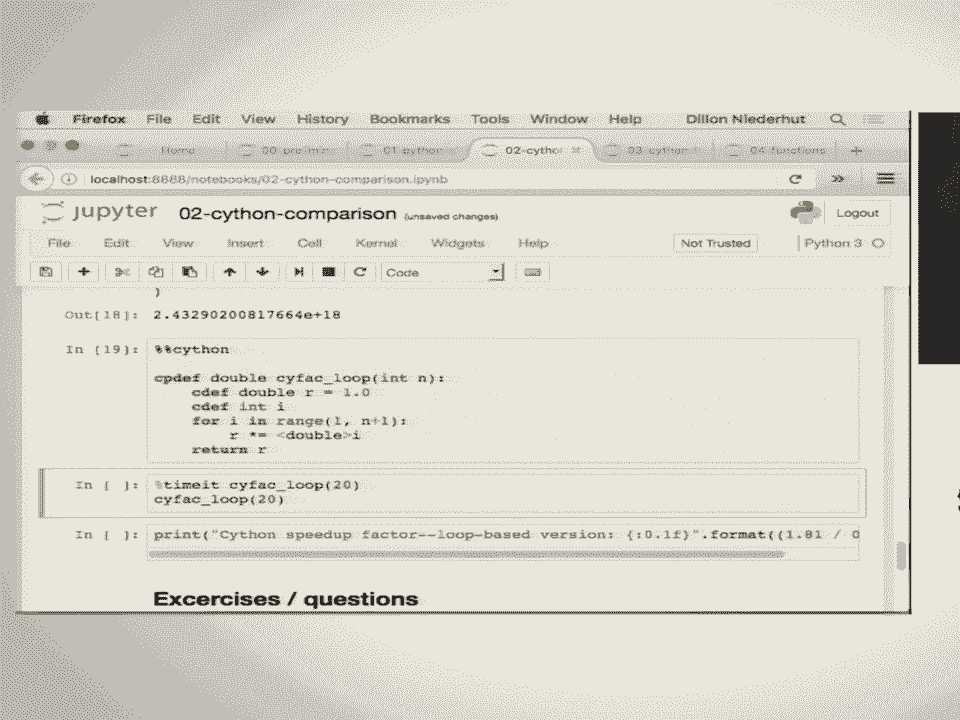 Firefox File Edit View History Bookmarks Tools Window Help Dillon Niederhut
Home 01 cython 02-cytho 03 cython 04 functions +
localhost:8888/notebooks/02-cython-comparison.ipynb
jupyter 02-cython-comparison (unsaved changes) Logout
File Edit View Insert Cell Kernel Widgets Help Not Trusted Python 3
Code
)
Out[18]: 2.43290200817664e+18
In [19]: %%cython
cpdef double cyfac_loop(int n):
cdef double r = 1.0
cdef int i
for i in range(1, n+1):
r *= <double>i
return r
In [ ]: %timeit cyfac_loop(20)
cyfac_loop(20)
In [ ]: print("Cython speedup factor--loop-based version: {:0.1f}".format((1.81 / 0
Excercises / questions